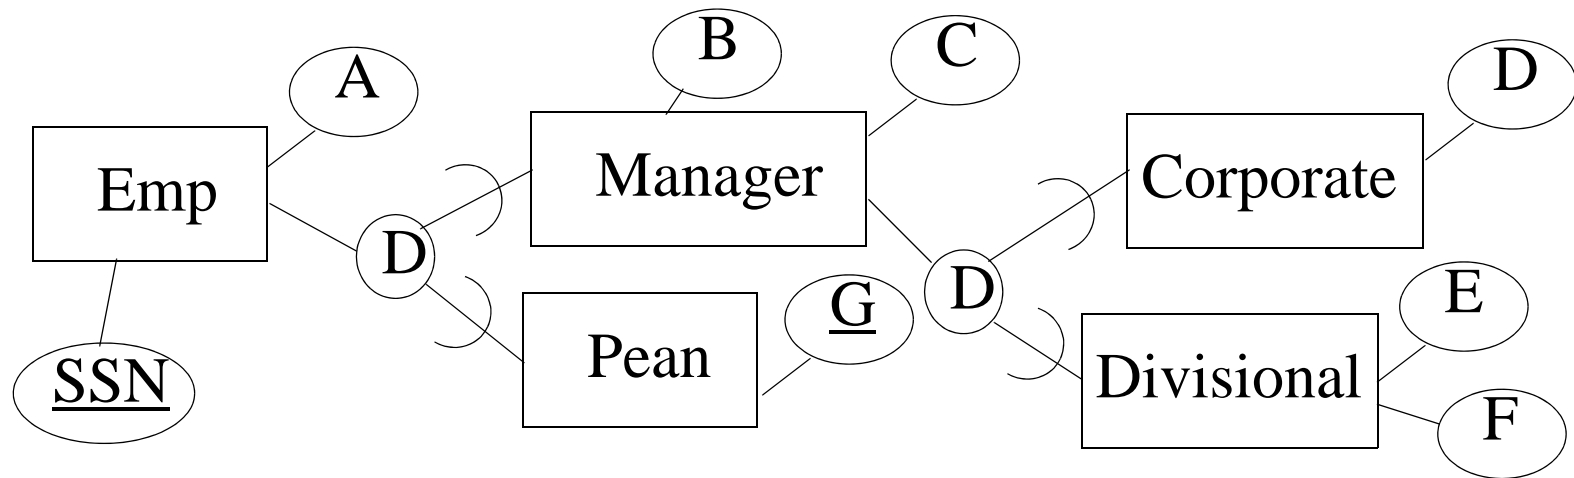 A
B
C
D
Emp
Manager
Corporate
D
D
SSN
Pean
G
Divisional
E
F